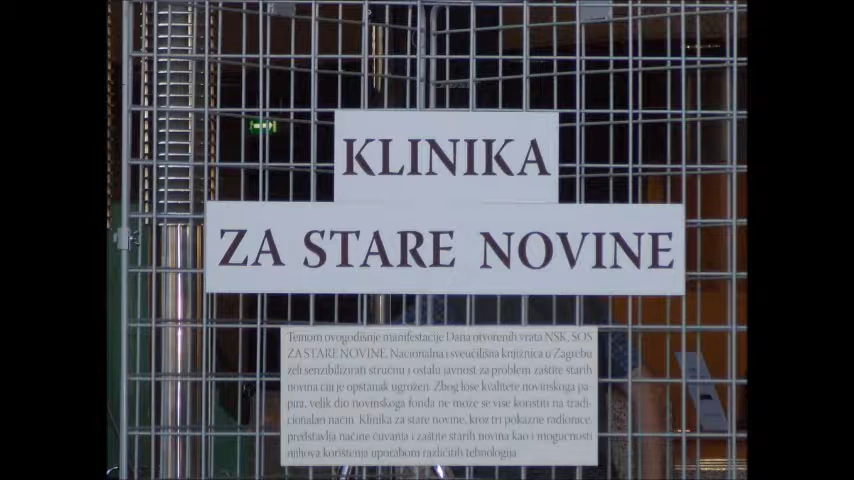 KLINIKA
ZA STARE NOVINE
Temom ovogodišnje manifestacije Dana otvorenih vrata NSK, SOS
ZA STARE NOVINE, Nacionalna i sveučilišna knjižnica u Zagrebu
želi senzibilizirati stručnu i ostalu javnost za problem zaštite starih
novina čiji je opstanak ugrožen. Zbog loše kvalitete novinskoga pa-
pira, velik dio novinskoga fonda ne može se više koristiti na tradi-
cionalan način. Klinika za stare novine, kroz tri pokazne radionice,
predstavlja načine čuvanja i zaštite starih novina kao i mogućnosti
njihova korištenja uporabom različitih tehnologija.